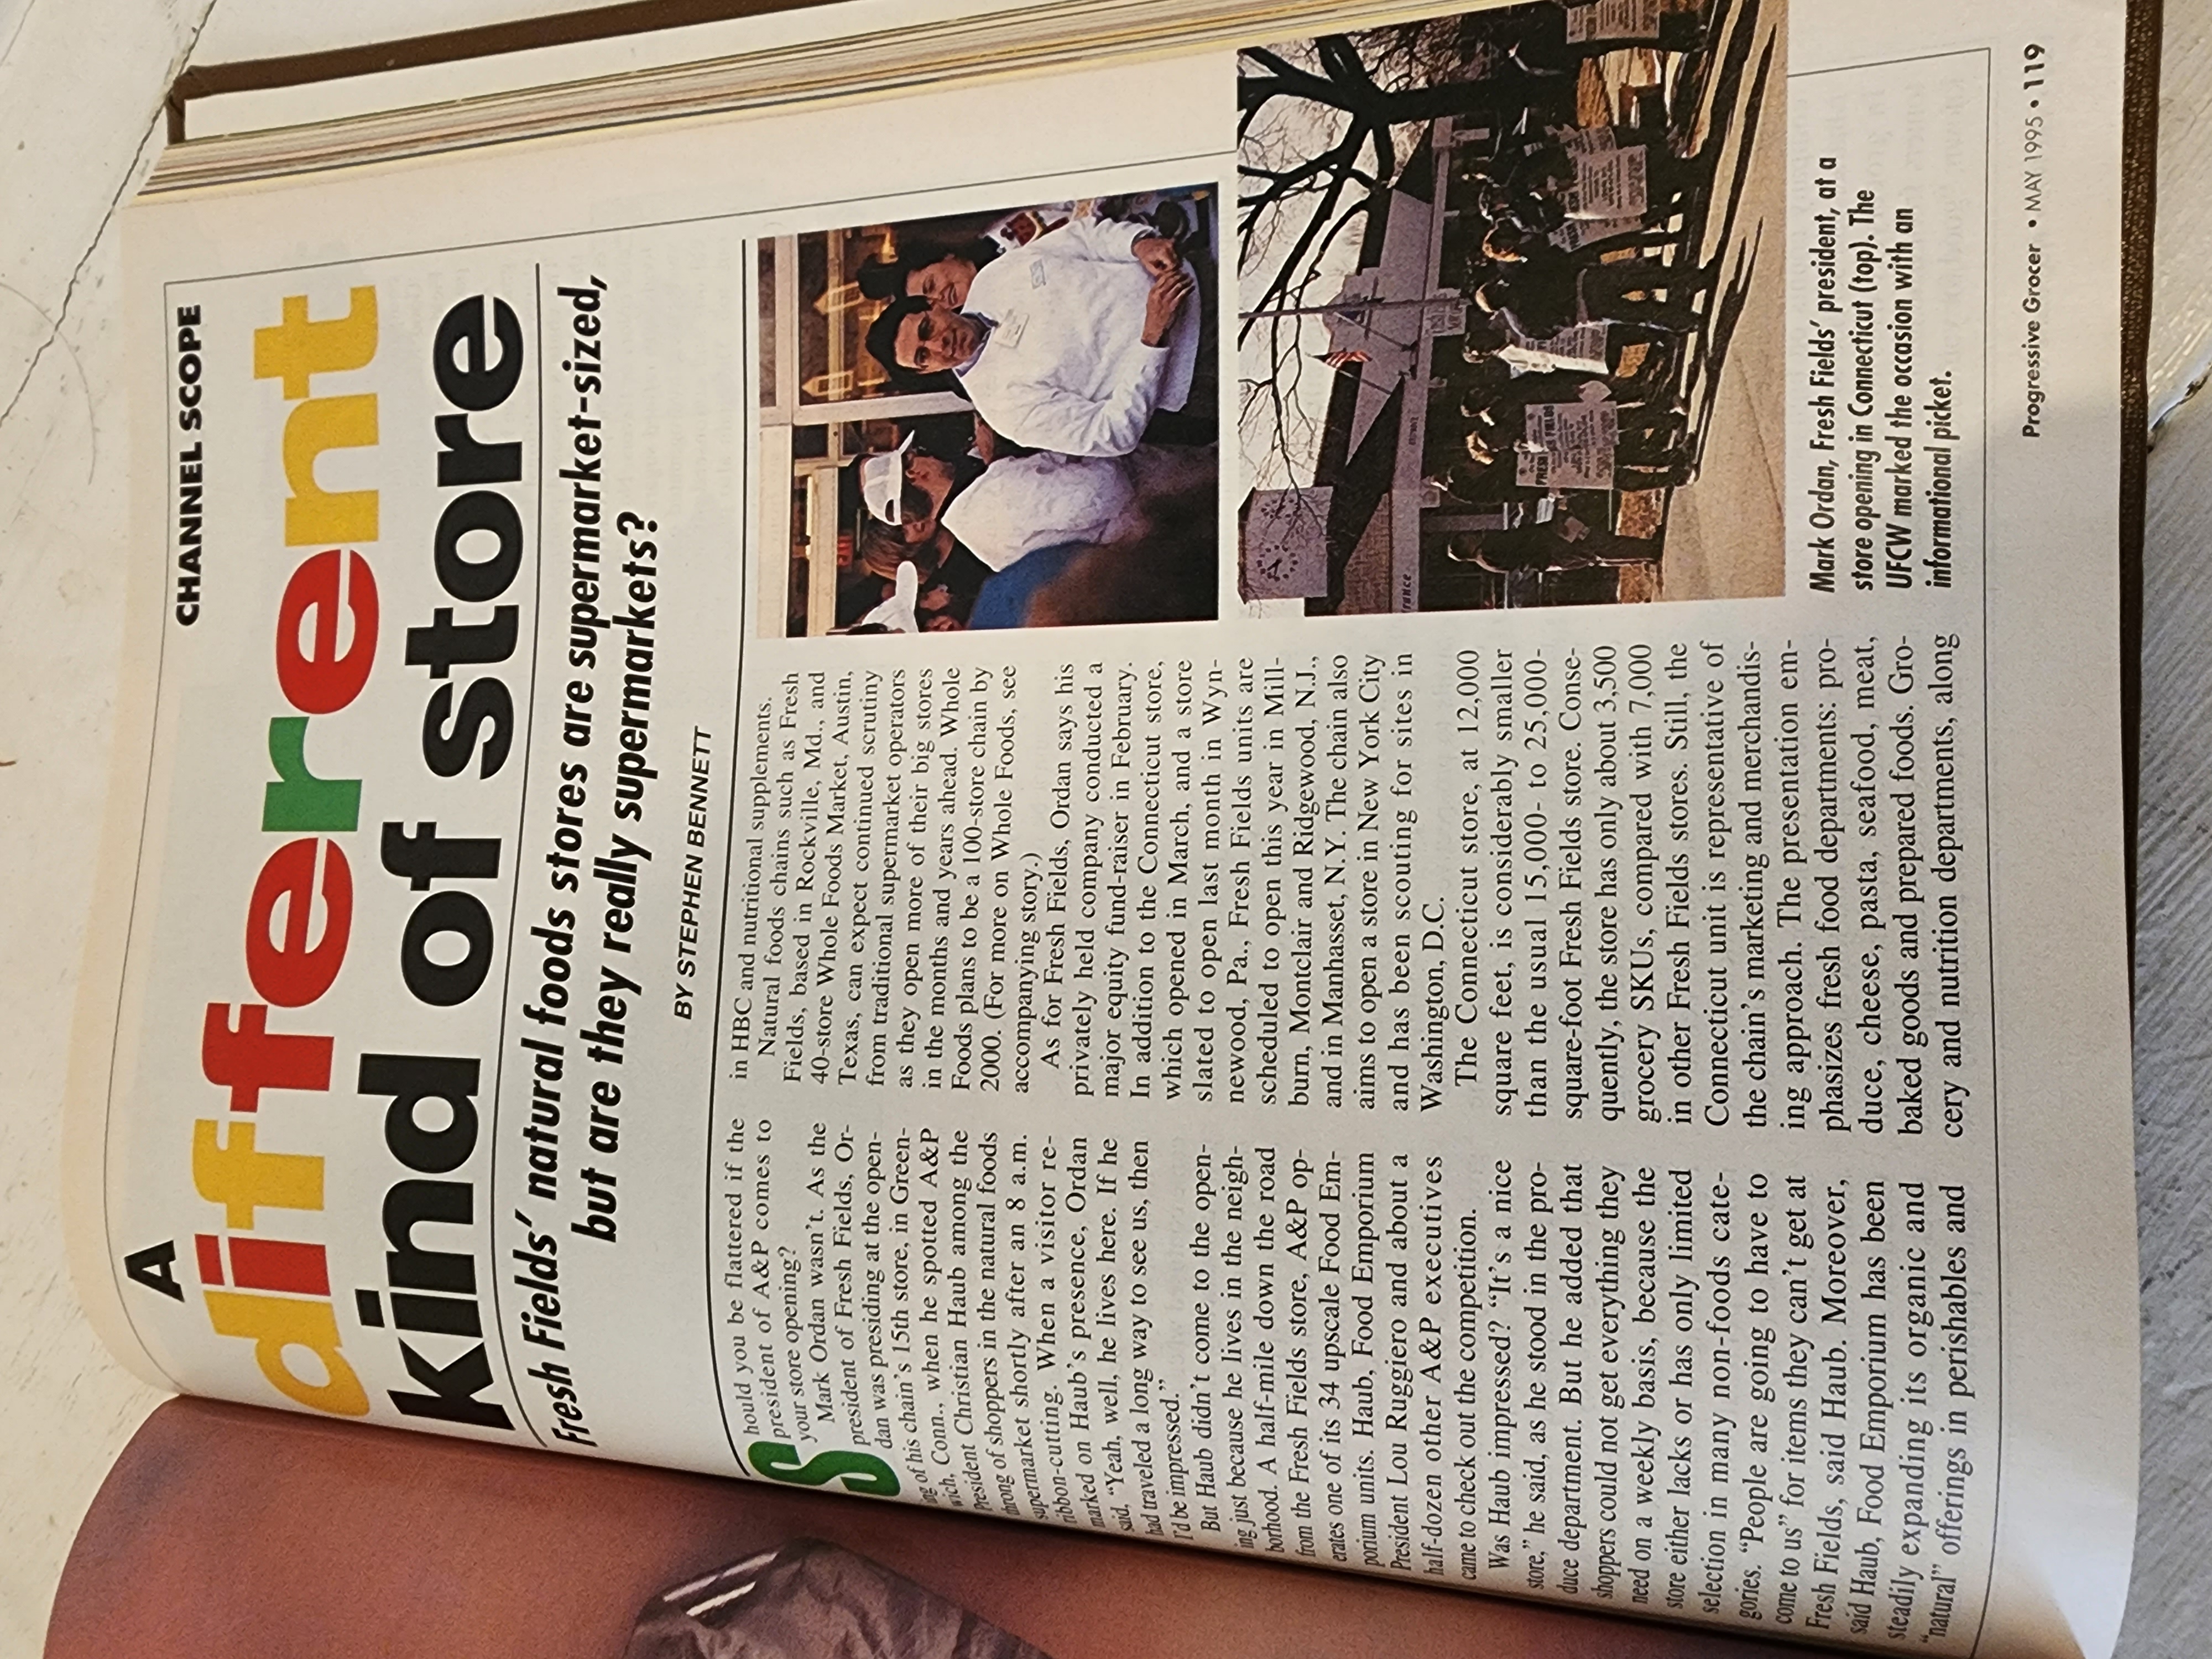 CHANNEL SCOPE
A
different
kind of store
Fresh Fields' natural foods stores are supermarket-sized,
but are they really supermarkets?
BY STEPHEN BENNETT
Should you be flattered if the
president of A&P comes to
your store opening?
Mark Ordan wasn't. As the
president of Fresh Fields, Or-
dan was presiding at the open-
ing of his chain's 15th store, in Green-
wich, Conn., when he spotted A&P
President Christian Haub among the
throng of shoppers in the natural foods
supermarket shortly after an 8 a.m.
ribbon-cutting. When a visitor re-
marked on Haub's presence, Ordan
said, "Yeah, well, he lives here. If he
had traveled a long way to see us, then
I'd be impressed."
But Haub didn't come to the open-
ing just because he lives in the neigh-
borhood. A half-mile down the road
from the Fresh Fields store, A&P op-
erates one of its 34 upscale Food Em-
porium units. Haub, Food Emporium
President Lou Ruggiero and about a
half-dozen other A&P executives
came to check out the competition.
Was Haub impressed? "It's a nice
store," he said, as he stood in the pro-
duce department. But he added that
shoppers could not get everything they
need on a weekly basis, because the
store either lacks or has only limited
selection in many non-foods cate-
gories. "People are going to have to
come to us" for items they can't get at
Fresh Fields, said Haub. Moreover,
said Haub, Food Emporium has been
steadily expanding its organic and
"natural" offerings in perishables and
in HBC and nutritional supplements.
Natural foods chains such as Fresh
Fields, based in Rockville, Md., and
40-store Whole Foods Market, Austin,
Texas, can expect continued scrutiny
from traditional supermarket operators
as they open more of their big stores
in the months and years ahead. Whole
Foods plans to be a 100-store chain by
2000. (For more on Whole Foods, see
accompanying story.)
As for Fresh Fields, Ordan says his
privately held company conducted a
major equity fund-raiser in February.
In addition to the Connecticut store,
which opened in March, and a store
slated to open last month in Wyn-
newood, Pa., Fresh Fields units are
scheduled to open this year in Mill-
burn, Montclair and Ridgewood, N.J.,
and in Manhasset, N.Y. The chain also
aims to open a store in New York City
and has been scouting for sites in
Washington, D.C.
The Connecticut store, at 12,000
square feet, is considerably smaller
than the usual 15,000- to 25,000-
square-foot Fresh Fields store. Conse-
quently, the store has only about 3,500
grocery SKUs, compared with 7,000
in other Fresh Fields stores. Still, the
Connecticut unit is representative of
the chain's marketing and merchandis-
ing approach. The presentation em-
phasizes fresh food departments: pro-
duce, cheese, pasta, seafood, meat,
baked goods and prepared foods. Gro-
cery and nutrition departments, along
FRESH FIELDS
Mark Ordan, Fresh Fields' president, at a
store opening in Connecticut (top). The
UFCW marked the occasion with an
informational picket.
Progressive Grocer • MAY 1995 • 119